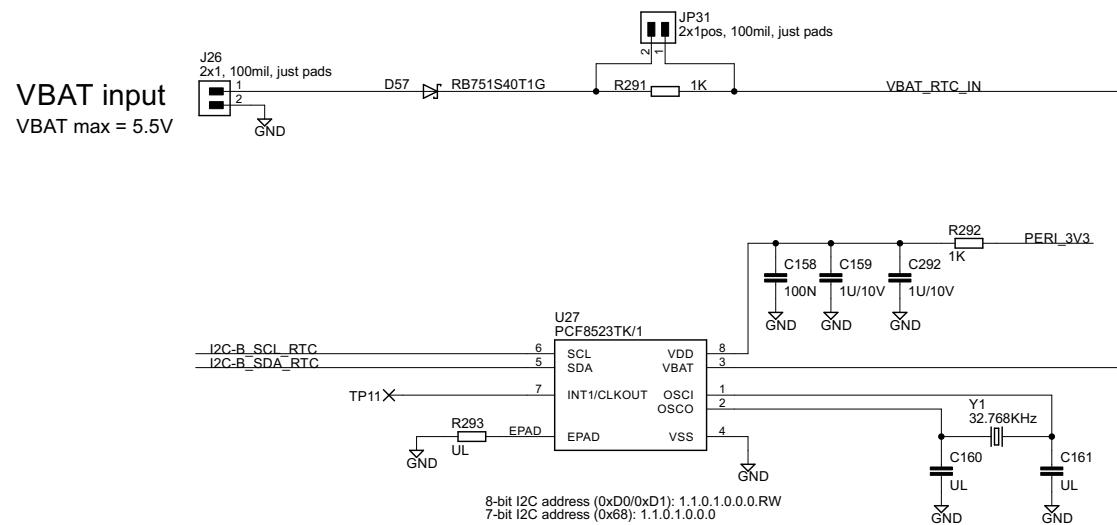 JP31
2x1pos, 100mil, just pads
2
1
J26
2x1, 100mil, just pads
VBAT input
VBAT max = 5.5V
1
2
GND
D57
RB751S40T1G
R291
1K
VBAT_RTC_IN
R292
1K
PERI_3V3
C158
100N
GND
C159
1U/10V
GND
C292
1U/10V
GND
U27
PCF8523TK/1
I2C-B_SCL_RTC
6
SCL
VDD
8
I2C-B_SDA_RTC
5
SDA
VBAT
3
TP11
7
INT1/CLKOUT
OSCI
1
OSCO
2
R293
UL
EPAD
EPAD
VSS
4
GND
GND
Y1
32.768KHz
C160
UL
GND
C161
UL
GND
8-bit I2C address (0xD0/0xD1): 1.1.0.1.0.0.0.RW
7-bit I2C address (0x68): 1.1.0.1.0.0.0